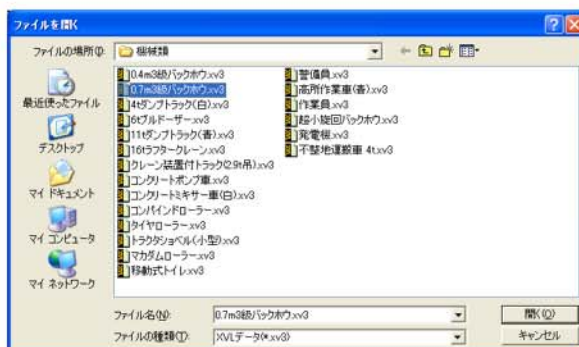 ファイルを開く
ファイルの場所(I):
機械類
最近使ったファイル
デスクトップ
マイ ドキュメント
マイ コンピュータ
マイ ネットワーク
0.4m3級バックホウ.xv3
0.7m3級バックホウ.xv3
4tダンプトラック(白).xv3
6tブルドーザー.xv3
11tダンプトラック(青).xv3
16tラフタークレーン.xv3
クレーン装置付トラック(2.9t吊).xv3
コンクリートポンプ車.xv3
コンクリートミキサー車(白).xv3
コンバインドローラー.xv3
タイヤローラー.xv3
トラクタショベル(小型).xv3
マカダムローラー.xv3
移動式トイレ.xv3
警備員.xv3
高所作業車(青).xv3
作業員.xv3
超小旋回バックホウ.xv3
発電機.xv3
不整地運搬車 4t.xv3
ファイル名(N):
0.7m3級バックホウ.xv3
開く(O)
ファイルの種類(T):
XVLデータ(*.xv3)
キャンセル